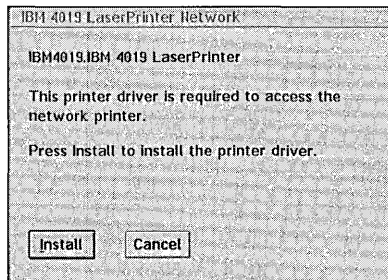 IBM 4019 LaserPrinter Network
IBM4019.IBM 4019 LaserPrinter
This printer driver is required to access the
network printer.
Press Install to install the printer driver.
Install Cancel